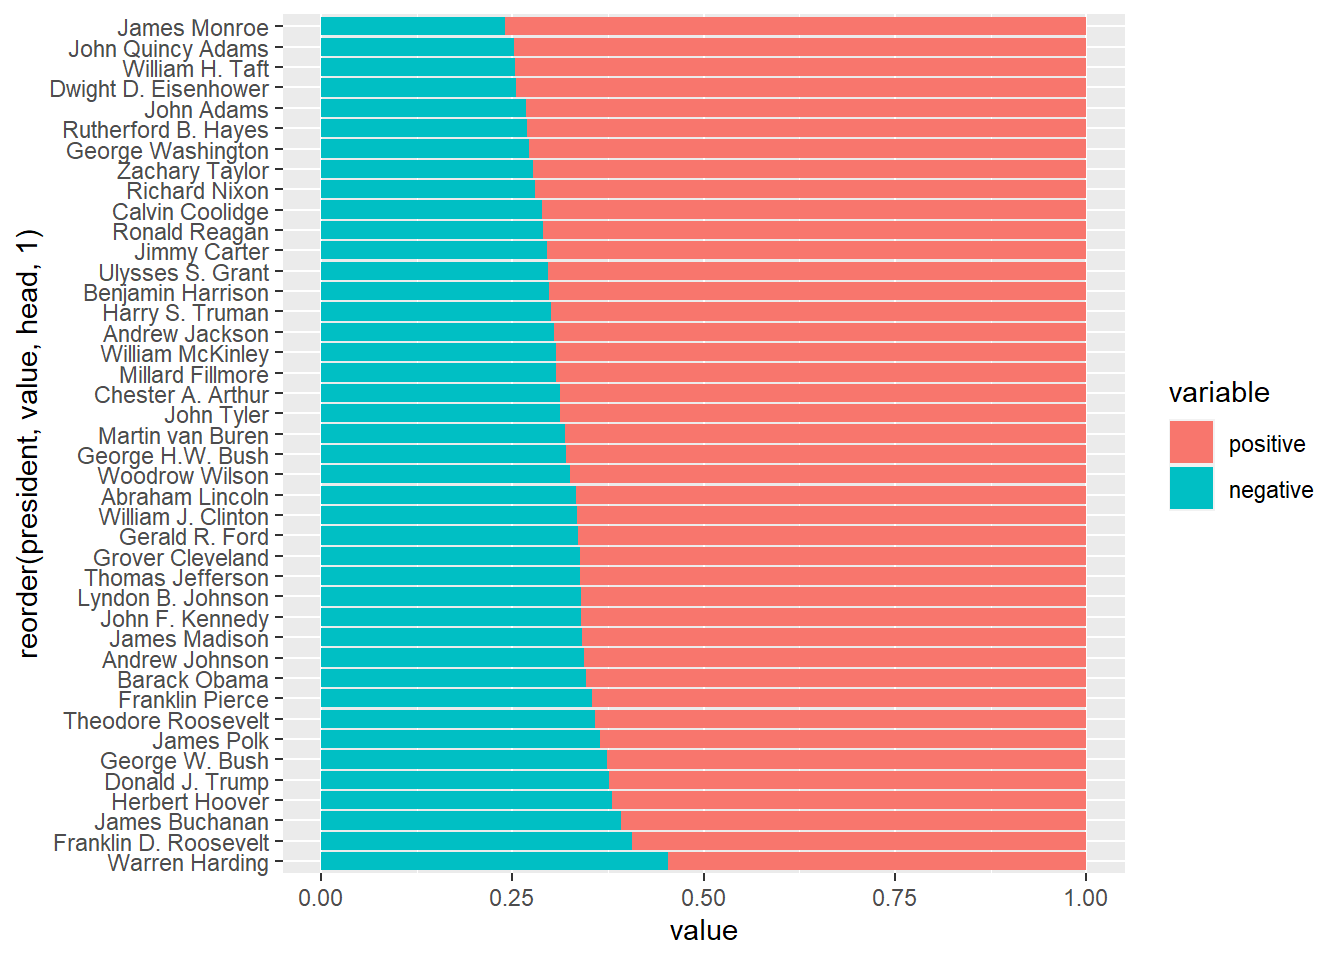 reorder(president, value, head, 1)
James Monroe
John Quincy Adams
William H. Taft
Dwight D. Eisenhower
John Adams
Rutherford B. Hayes
George Washington
Zachary Taylor
Richard Nixon
Calvin Coolidge
Ronald Reagan
Jimmy Carter
Ulysses S. Grant
Benjamin Harrison
Harry S. Truman
Andrew Jackson
William McKinley
Millard Fillmore
Chester A. Arthur
John Tyler
Martin van Buren
George H.W. Bush
Woodrow Wilson
Abraham Lincoln
William J. Clinton
Gerald R. Ford
Grover Cleveland
Thomas Jefferson
Lyndon B. Johnson
John F. Kennedy
James Madison
Andrew Johnson
Barack Obama
Franklin Pierce
Theodore Roosevelt
James Polk
George W. Bush
Donald J. Trump
Herbert Hoover
James Buchanan
Franklin D. Roosevelt
Warren Harding
0.00 0.25 0.50 0.75 1.00
value
variable
positive
negative